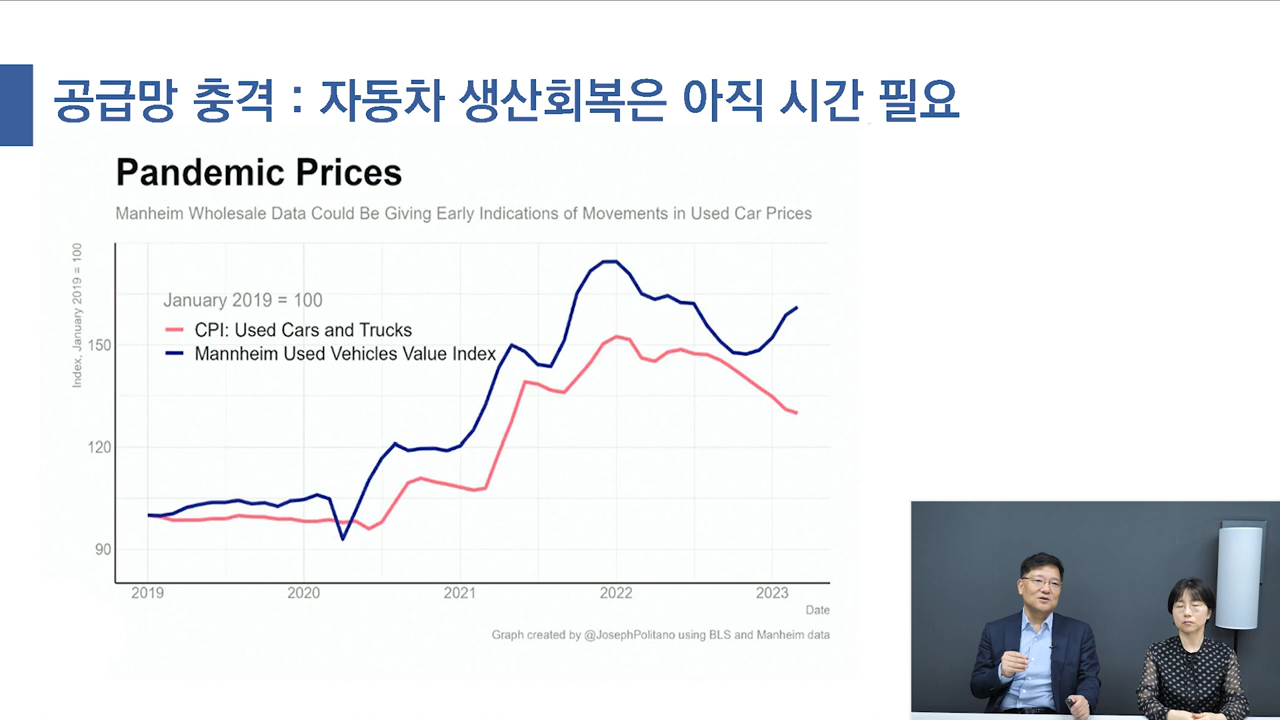 공급망 충격 : 자동차 생산회복은 아직 시간 필요
Pandemic Prices
Manheim Wholesale Data Could Be Giving Early Indications of Movements in Used Car Prices
Index, January 2019 = 100
January 2019 = 100
CPI: Used Cars and Trucks
Mannheim Used Vehicles Value Index
150
120
90
2019 2020 2021 2022 2023
Date
Graph created by @JosephPolitano using BLS and Manheim data